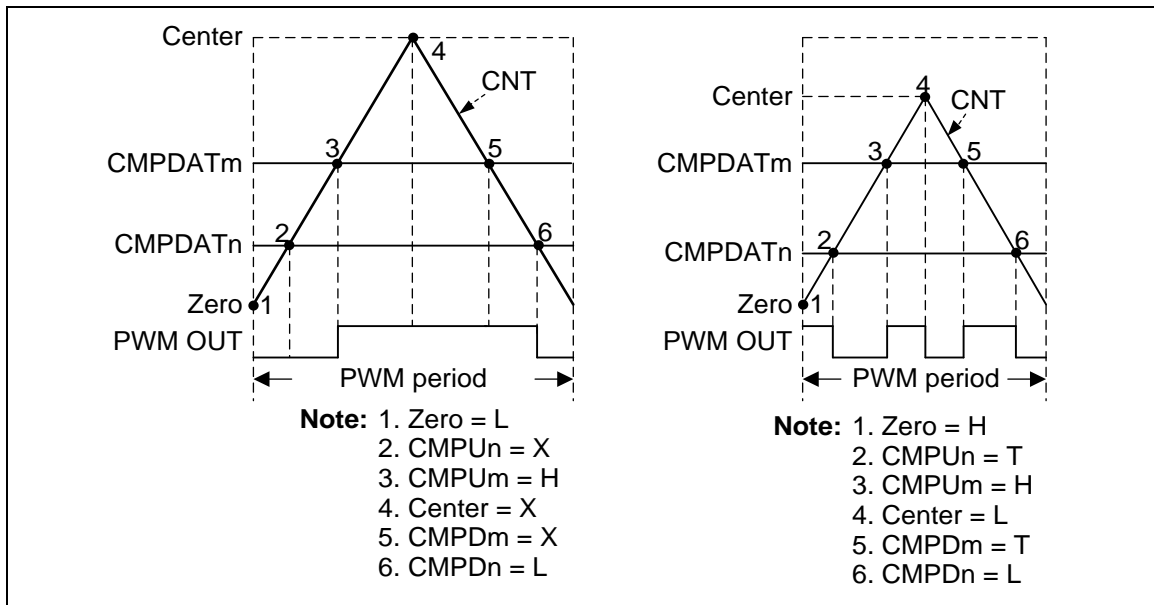 Center
4
CNT
3
5
CMPDATm
2
6
CMPDATn
Zero
1
PWM OUT
PWM period
Note: 1. Zero = L
2. CMPUn = X
3. CMPUm = H
4. Center = X
5. CMPDm = X
6. CMPDn = L
4
Center
CNT
3
5
CMPDATm
2
6
CMPDATn
Zero
1
PWM OUT
PWM period
Note: 1. Zero = H
2. CMPUn = T
3. CMPUm = H
4. Center = L
5. CMPDm = T
6. CMPDn = L